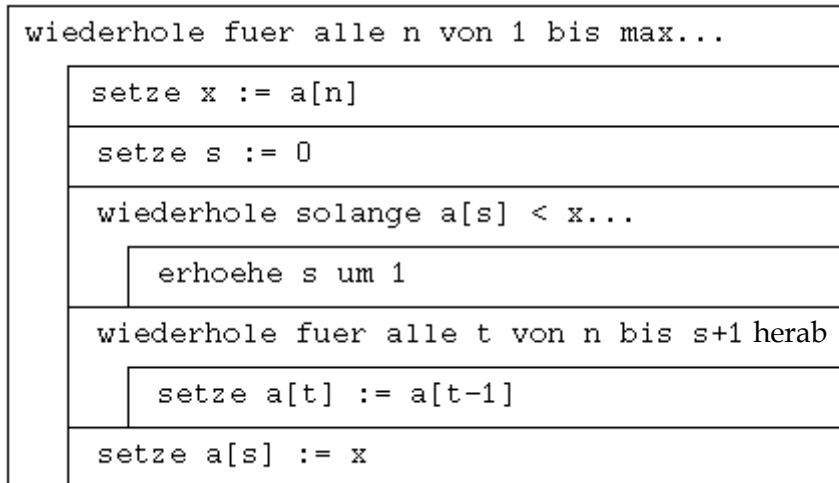 wiederhole fuer alle n von 1 bis max...
setze x := a[n]
setze s := 0
wiederhole solange a[s] < x...
erhoehe s um 1
wiederhole fuer alle t von n bis s+1 herab
setze a[t] := a[t-1]
setze a[s] := x